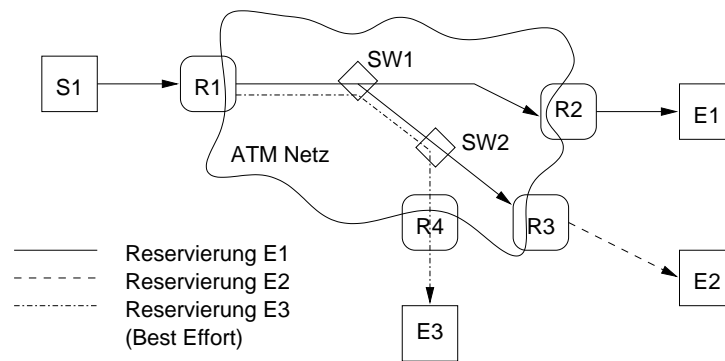 SW1
S1
R1
R2
E1
SW2
ATM Netz
R4
R3
Reservierung E1
Reservierung E2
E2
Reservierung E3
(Best Effort)
E3